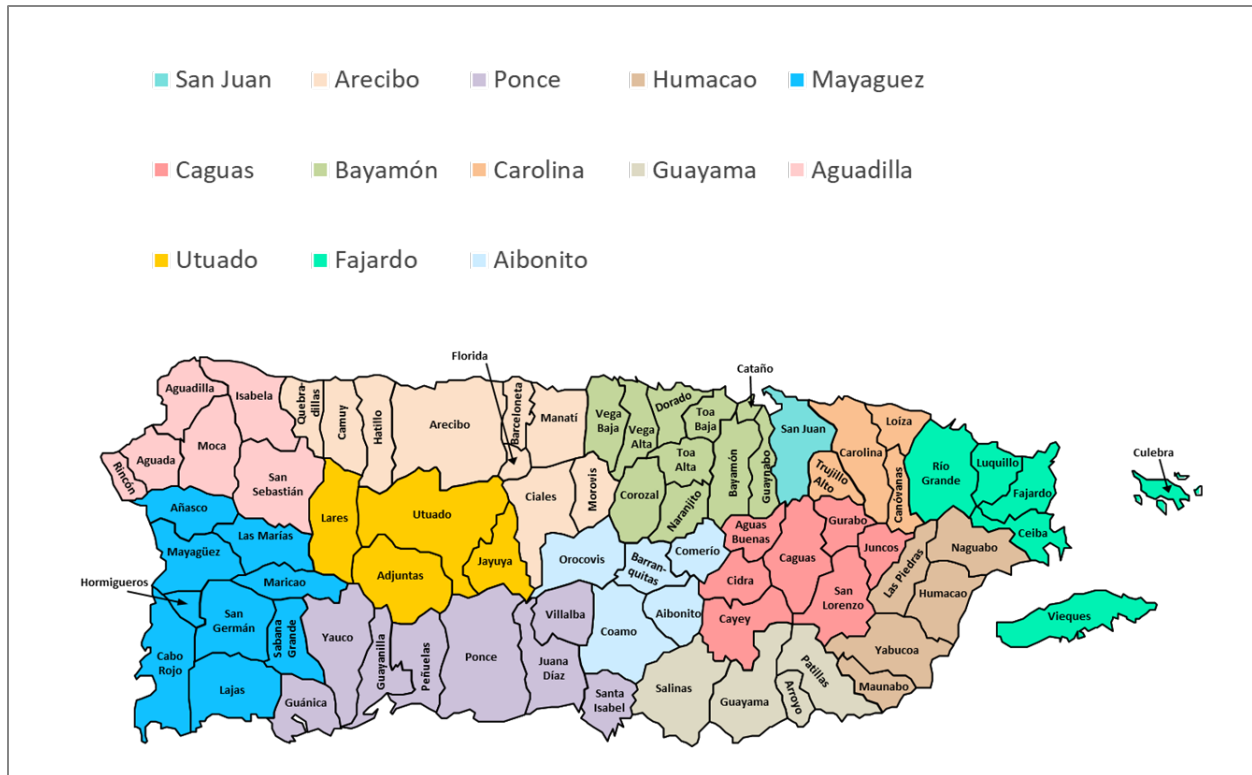 San Juan
Arecibo
Ponce
Humacao
Mayaguez
Caguas
Bayamón
Carolina
Guayama
Aguadilla
Utuado
Fajardo
Aibonito
Florida
Cataño
Aguadilla
Isabela
Quebra-
dillas
Camuy
Hatillo
Arecibo
Barceloneta
Manatí
Vega
Baja
Vega
Alta
Dorado
Toa
Baja
San Juan
Loíza
Carolina
Culebra
Moca
Aguada
Rincón
San
Sebastián
Toa
Alta
Bayamón
Guaynabo
Trujillo
Alto
Canóvanas
Río
Grande
Luquillo
Fajardo
Ceiba
Añasco
Lares
Utuado
Ciales
Morovis
Corozal
Naranjito
Mayagüez
Las Marías
Orocovis
Barran-
quitas
Comerío
Aguas
Buenas
Gurabo
Caguas
Juncos
Las Piedras
Naguabo
Hormigueros
Maricao
Adjuntas
Jayuya
Cidra
San
Lorenzo
Humacao
San
Germán
Sabana
Grande
Yauco
Guayanilla
Peñuelas
Ponce
Villalba
Coamo
Aibonito
Cayey
Vieques
Cabo
Rojo
Lajas
Guánica
Juana
Díaz
Santa
Isabel
Salinas
Guayama
Arroyo
Patillas
Yabucoa
Maunabo